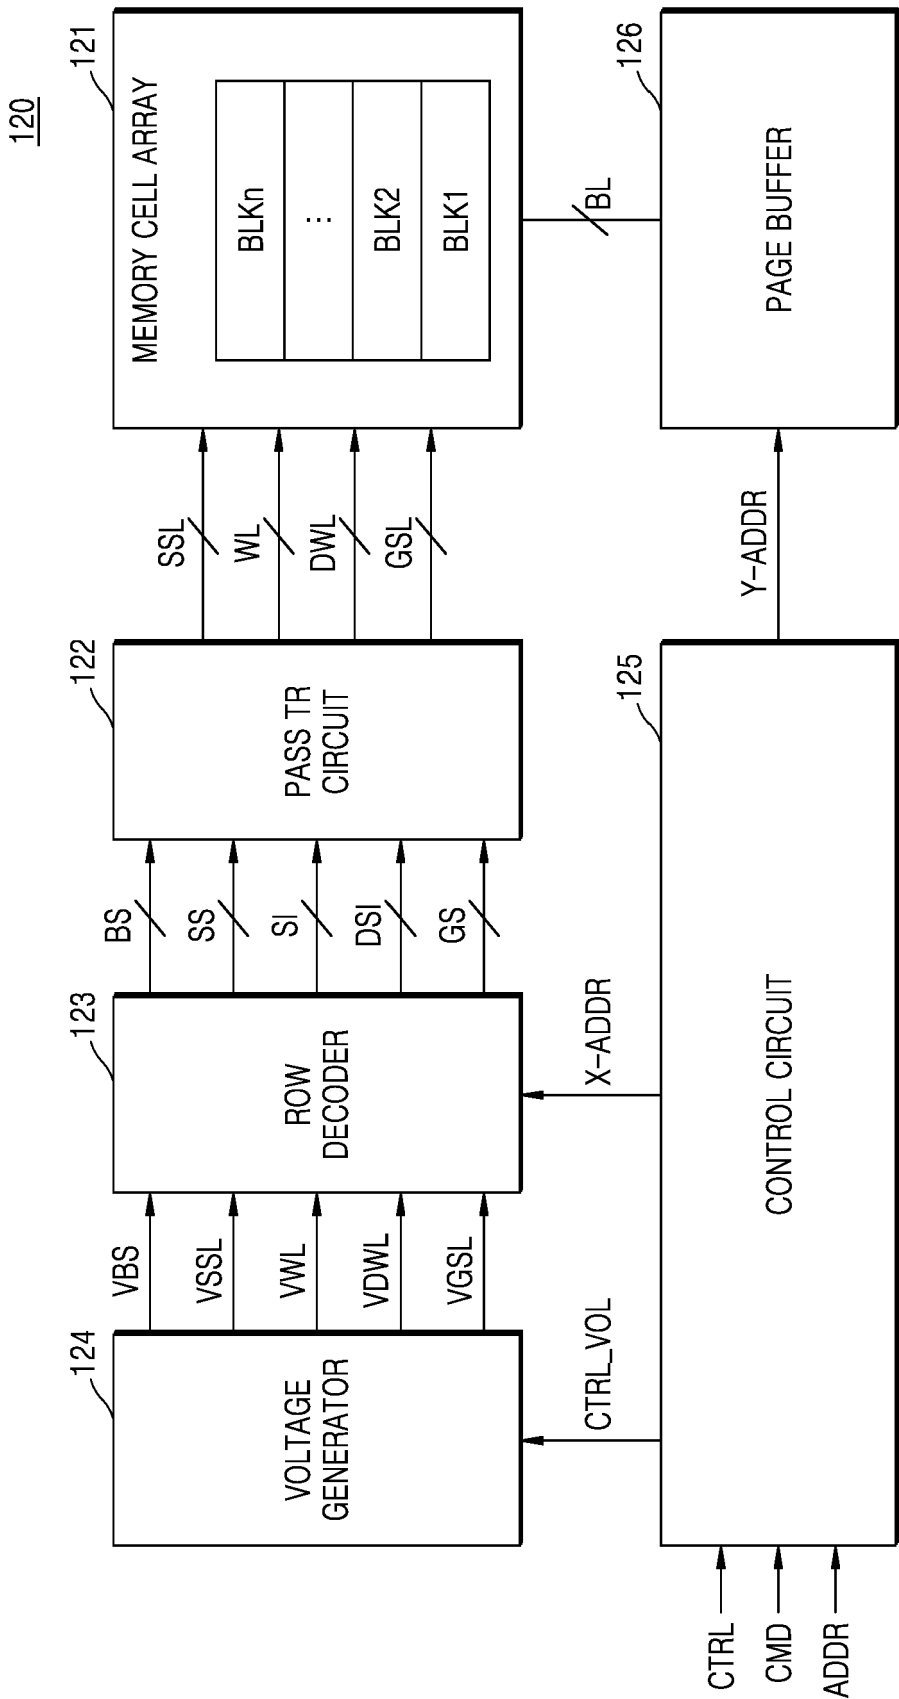 120
124
VOLTAGE
GENERATOR
VBS
VSSL
VWL
VDWL
VGSL
123
ROW
DECODER
BS
SS
SI
DSI
GS
122
PASS TR
CIRCUIT
SSL
WL
DWL
GSL
121
MEMORY CELL ARRAY
BLKn
...
BLK2
BLK1
CTRL_VOL
X-ADDR
BL
CTRL
CMD
ADDR
125
CONTROL CIRCUIT
Y-ADDR
126
PAGE BUFFER